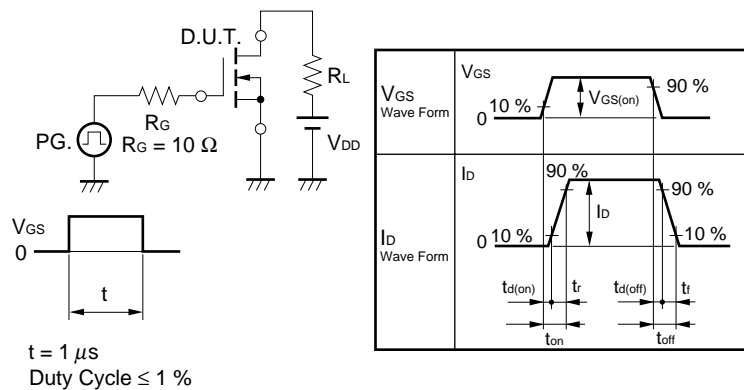 D.U.T.
RL
RG
PG.
RG = 10 Ω
VDD
VGS
0
t
t = 1 μs
Duty Cycle ≤ 1 %
VGS
Wave Form
VGS
10 %
0
VGS(on)
90 %
ID
Wave Form
ID
90 %
0
10 %
ID
90 %
10 %
td(on)
tr
td(off)
tf
ton
toff